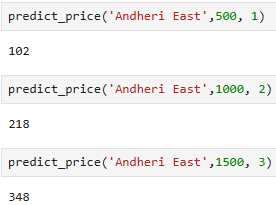 predict_price('Andheri East',500, 1)
102
predict_price('Andheri East',1000, 2)
218
predict_price('Andheri East',1500, 3)
348